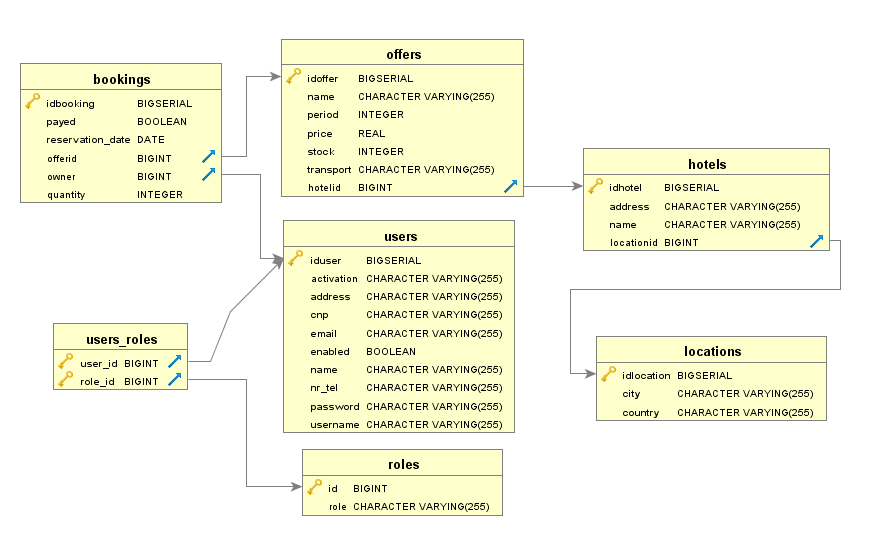 bookings
idbooking BIGSERIAL
payed BOOLEAN
reservation_date DATE
offerid BIGINT
owner BIGINT
quantity INTEGER
offers
idoffer BIGSERIAL
name CHARACTER VARYING(255)
period INTEGER
price REAL
stock INTEGER
transport CHARACTER VARYING(255)
hotelid BIGINT
hotels
idhotel BIGSERIAL
address CHARACTER VARYING(255)
name CHARACTER VARYING(255)
locationid BIGINT
users
iduser BIGSERIAL
activation CHARACTER VARYING(255)
address CHARACTER VARYING(255)
cnp CHARACTER VARYING(255)
email CHARACTER VARYING(255)
enabled BOOLEAN
name CHARACTER VARYING(255)
nr_tel CHARACTER VARYING(255)
password CHARACTER VARYING(255)
username CHARACTER VARYING(255)
users_roles
user_id BIGINT
role_id BIGINT
locations
idlocation BIGSERIAL
city CHARACTER VARYING(255)
country CHARACTER VARYING(255)
roles
id BIGINT
role CHARACTER VARYING(255)